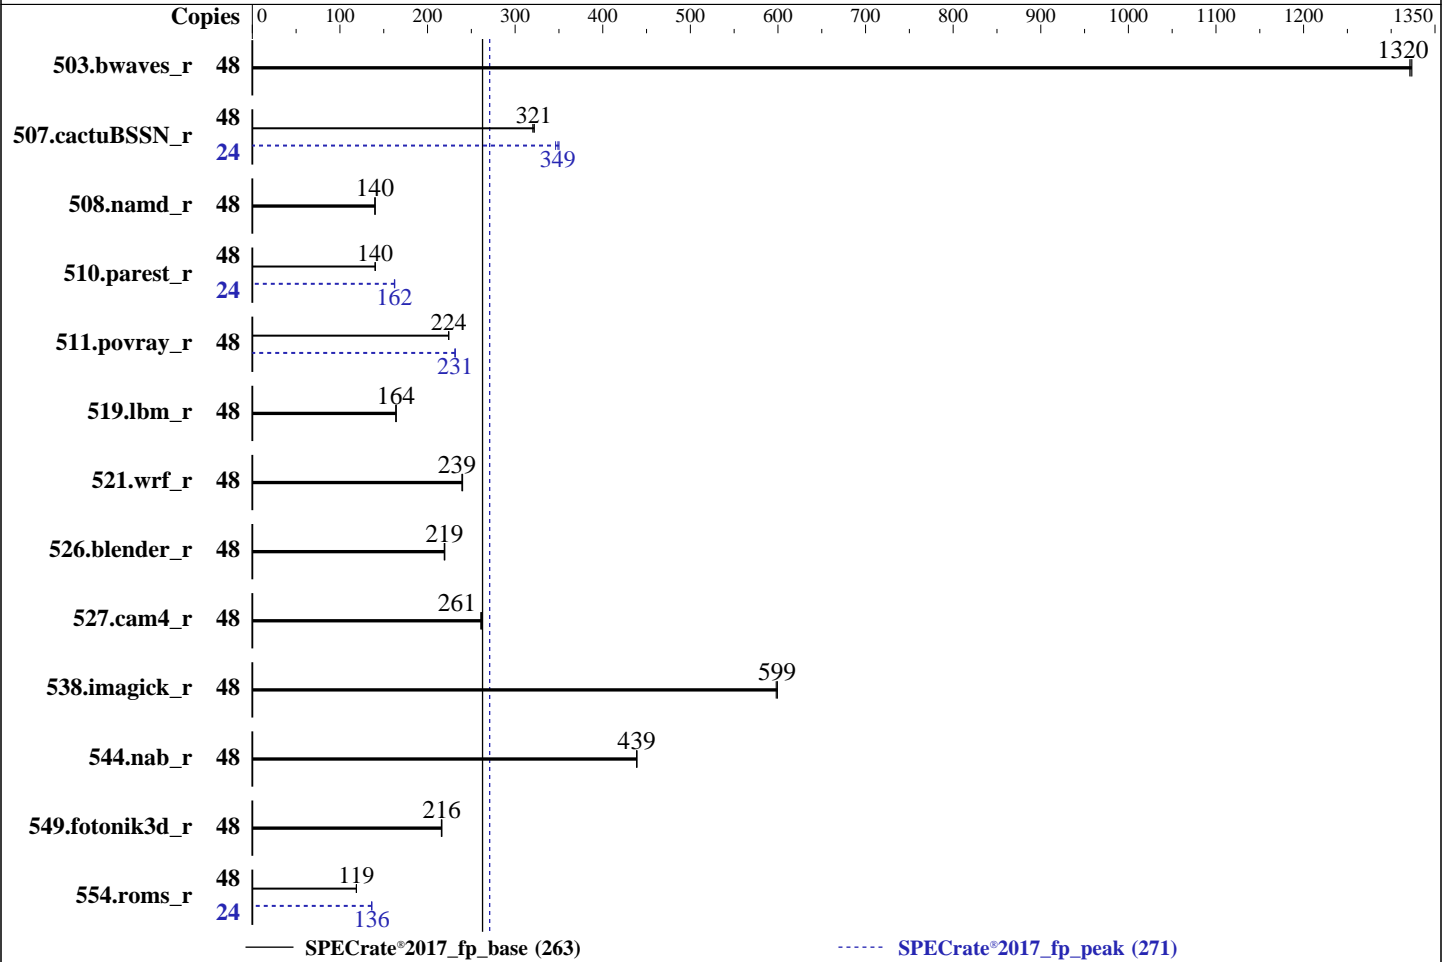 Copies 0 100 200 300 400 500 600 700 800 900 1000 1100 1200 1350
503.bwaves_r 48 1320
507.cactuBSSN_r 48 321
24 349
508.namd_r 48 140
510.parest_r 48 140
24 162
511.povray_r 48 224
231
519.lbm_r 48 164
521.wrf_r 48 239
526.blender_r 48 219
527.cam4_r 48 261
538.imagick_r 48 599
544.nab_r 48 439
549.fotonik3d_r 48 216
554.roms_r 48 119
24 136
SPECrate®2017_fp_base (263) SPECrate®2017_fp_peak (271)